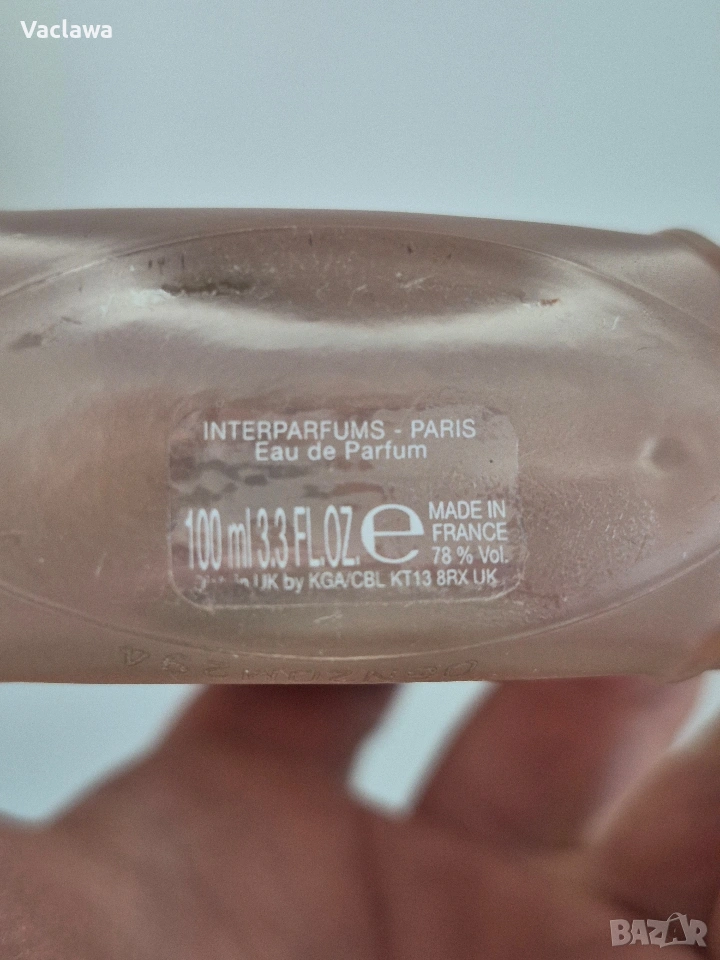 Vaclawa
INTERPARFUMS - PARIS
Eau de Parfum
100 ml 3.3 FL.OZ. e
MADE IN
FRANCE
78 % Vol.
in UK by KGA/CBL KT13 8RX UK
BAZAR